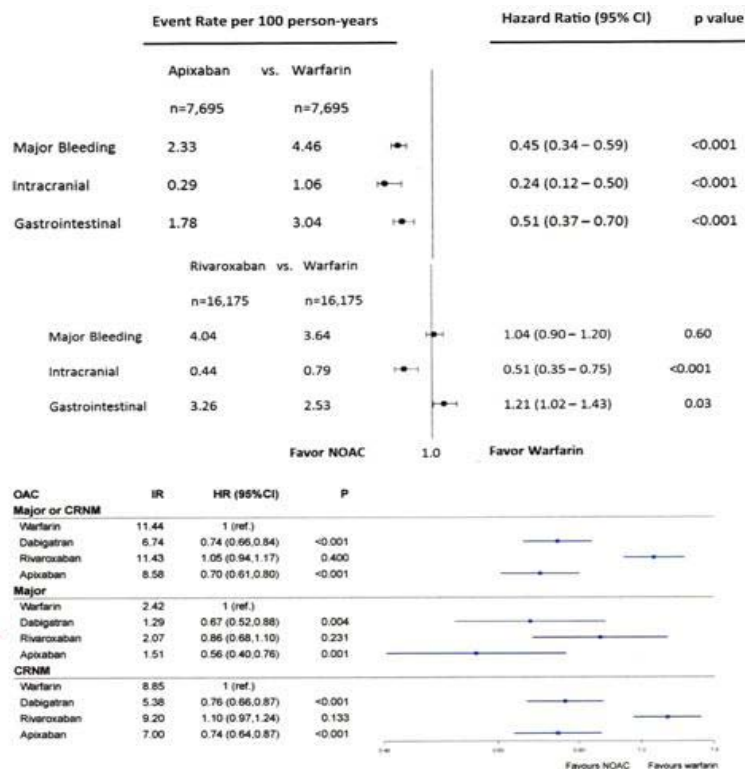 Event Rate per 100 person-years Hazard Ratio (95% CI) p value
Apixaban vs. Warfarin
n=7,695 n=7,695
Major Bleeding 2.33 4.46 0.45 (0.34 – 0.59) <0.001
Intracranial 0.29 1.06 0.24 (0.12 – 0.50) <0.001
Gastrointestinal 1.78 3.04 0.51 (0.37 – 0.70) <0.001
Rivaroxaban vs. Warfarin
n=16,175 n=16,175
Major Bleeding 4.04 3.64 1.04 (0.90 – 1.20) 0.60
Intracranial 0.44 0.79 0.51 (0.35 – 0.75) <0.001
Gastrointestinal 3.26 2.53 1.21 (1.02 – 1.43) 0.03
Favor NOAC 1.0 Favor Warfarin
OAC IR HR (95%CI) P
Major or CRNM
Warfarin 11.44 1 (ref.)
Dabigatran 6.74 0.74 (0.66,0.84) <0.001
Rivaroxaban 11.43 1.05 (0.94,1.17) 0.400
Apixaban 8.58 0.70 (0.61,0.80) <0.001
Major
Warfarin 2.42 1 (ref.)
Dabigatran 1.29 0.67 (0.52,0.88) 0.004
Rivaroxaban 2.07 0.86 (0.68,1.10) 0.231
Apixaban 1.51 0.56 (0.40,0.76) 0.001
CRNM
Warfarin 8.85 1 (ref.)
Dabigatran 5.38 0.76 (0.66,0.87) <0.001
Rivaroxaban 9.20 1.10 (0.97,1.24) 0.133
Apixaban 7.00 0.74 (0.64,0.87) <0.001
Favours NOAC Favours warfarin